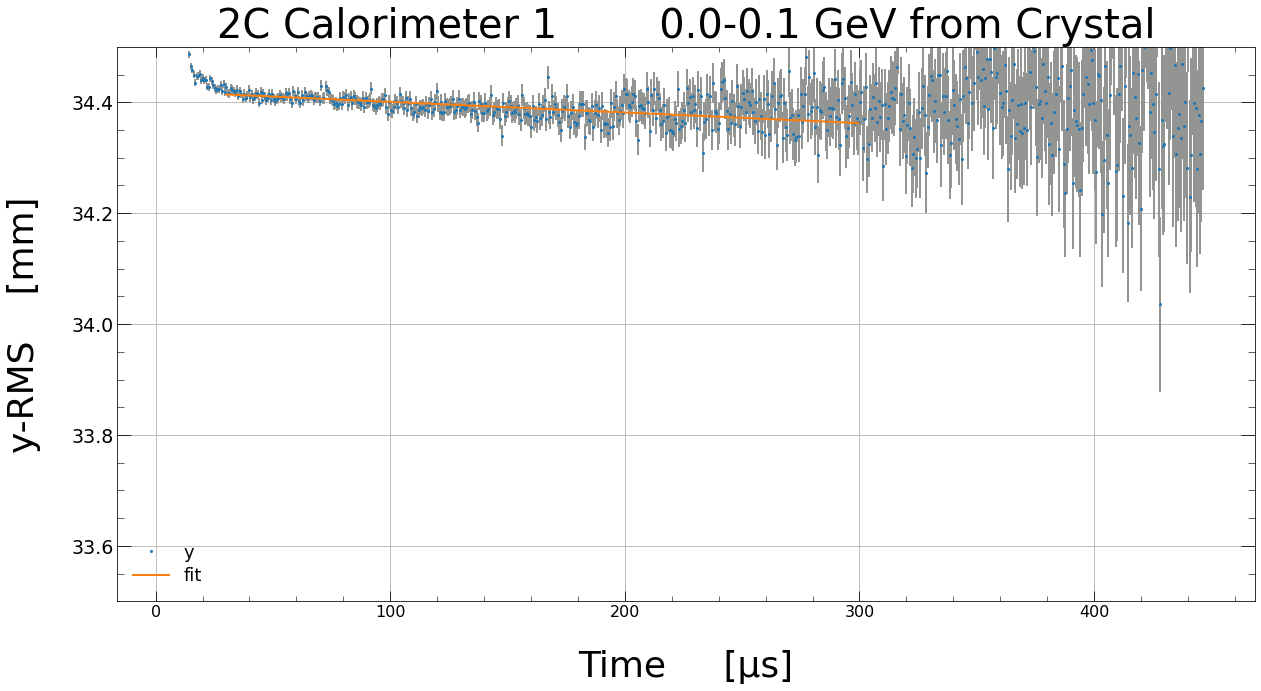 2C Calorimeter 1 0.0-0.1 GeV from Crystal
y-RMS [mm]
34.4
34.2
34.0
33.8
33.6
y
fit
0 100 200 300 400
Time [µs]